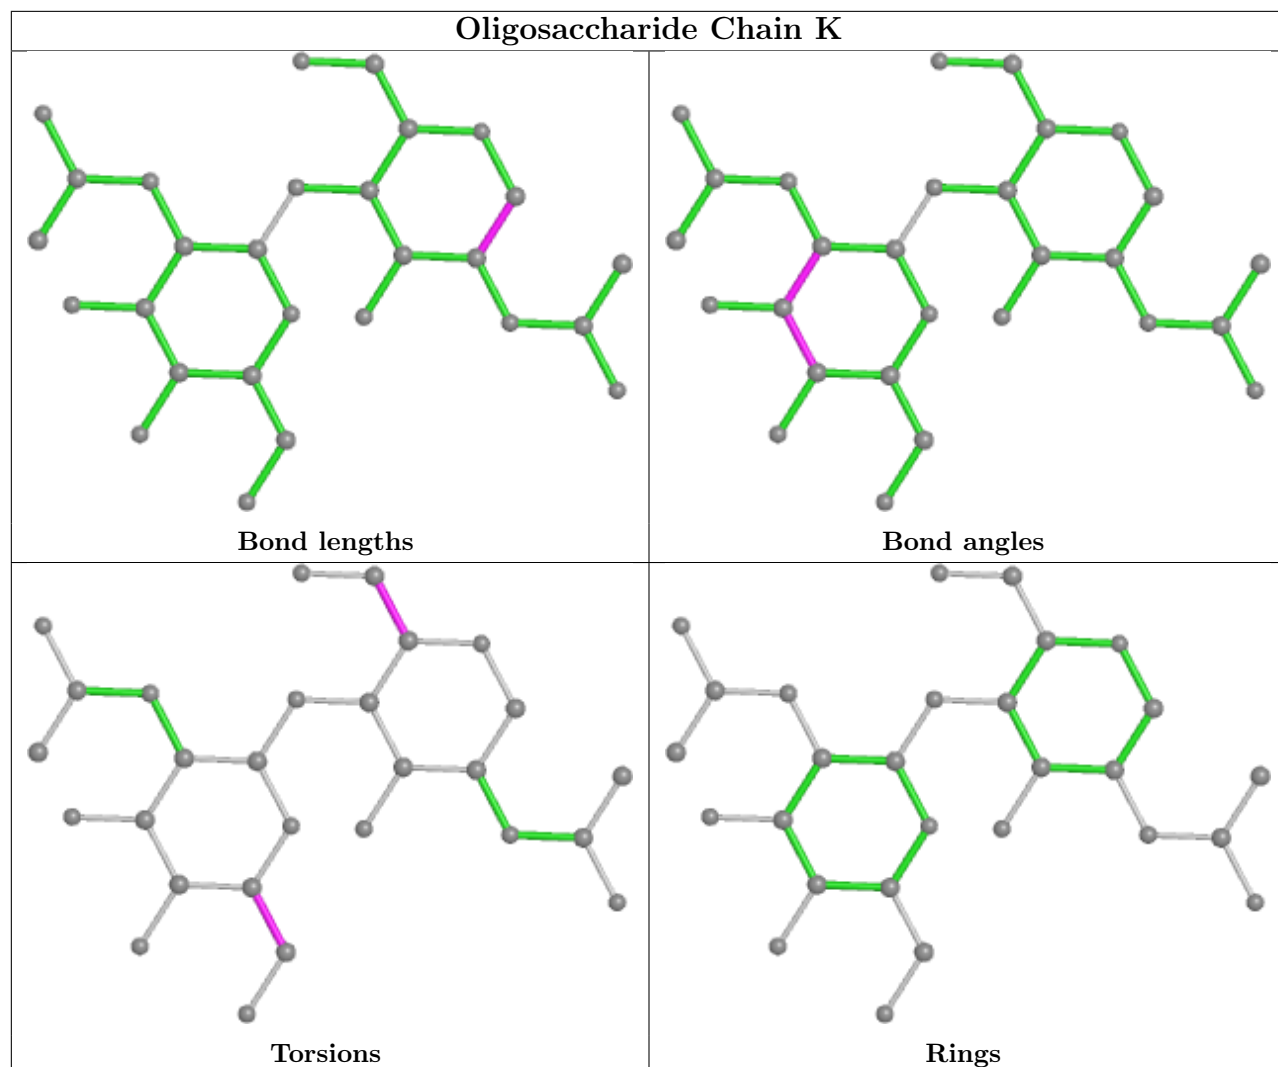 Oligosaccharide Chain K
Bond lengths
Bond angles
Torsions
Rings